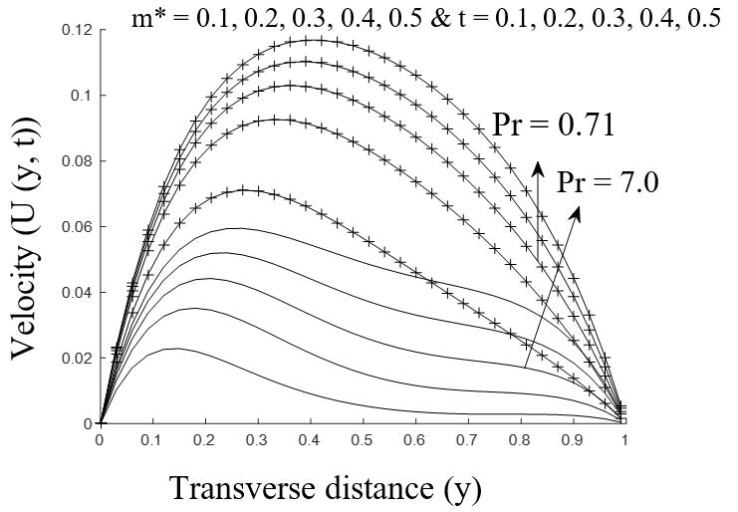 m* = 0.1, 0.2, 0.3, 0.4, 0.5 & t = 0.1, 0.2, 0.3, 0.4, 0.5
0.12
0.1
0.08
0.06
0.04
0.02
0
Velocity (U (y, t))
Pr = 0.71
Pr = 7.0
0 0.1 0.2 0.3 0.4 0.5 0.6 0.7 0.8 0.9 1
Transverse distance (y)